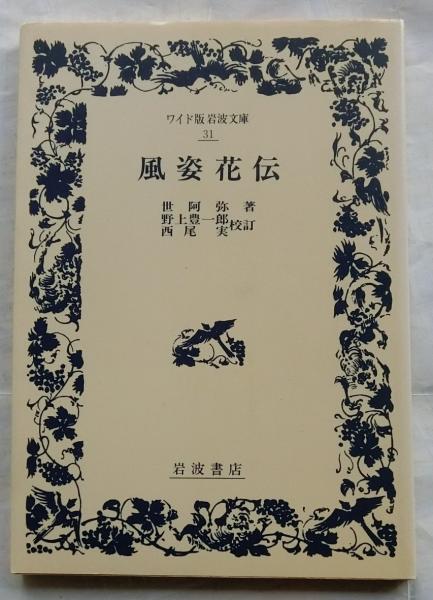 ワイド版岩波文庫
31
風姿花伝
世阿弥著
野上豊一郎
西尾実校訂
岩波書店